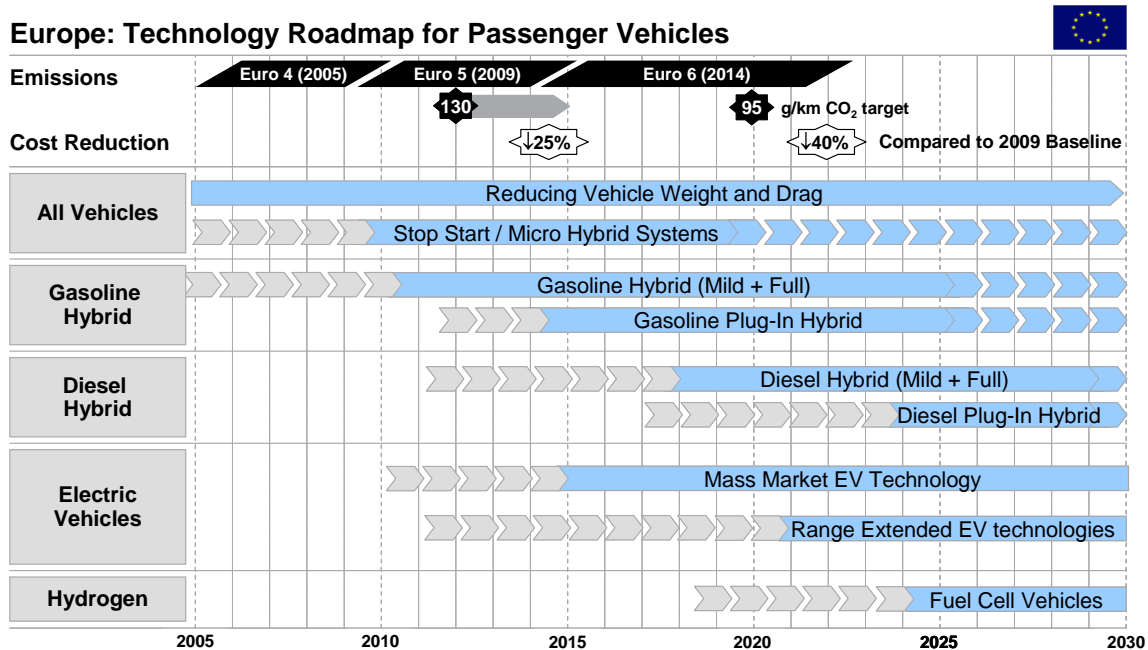 Europe: Technology Roadmap for Passenger Vehicles
Emissions
Euro 4 (2005)
Euro 5 (2009)
Euro 6 (2014)
130
95
g/km CO₂ target
Cost Reduction
↓25%
↓40%
Compared to 2009 Baseline
All Vehicles
Reducing Vehicle Weight and Drag
Stop Start / Micro Hybrid Systems
Gasoline
Hybrid
Gasoline Hybrid (Mild + Full)
Gasoline Plug-In Hybrid
Diesel
Hybrid
Diesel Hybrid (Mild + Full)
Diesel Plug-In Hybrid
Electric
Vehicles
Mass Market EV Technology
Range Extended EV technologies
Hydrogen
Fuel Cell Vehicles
2005
2010
2015
2020
2025
2030